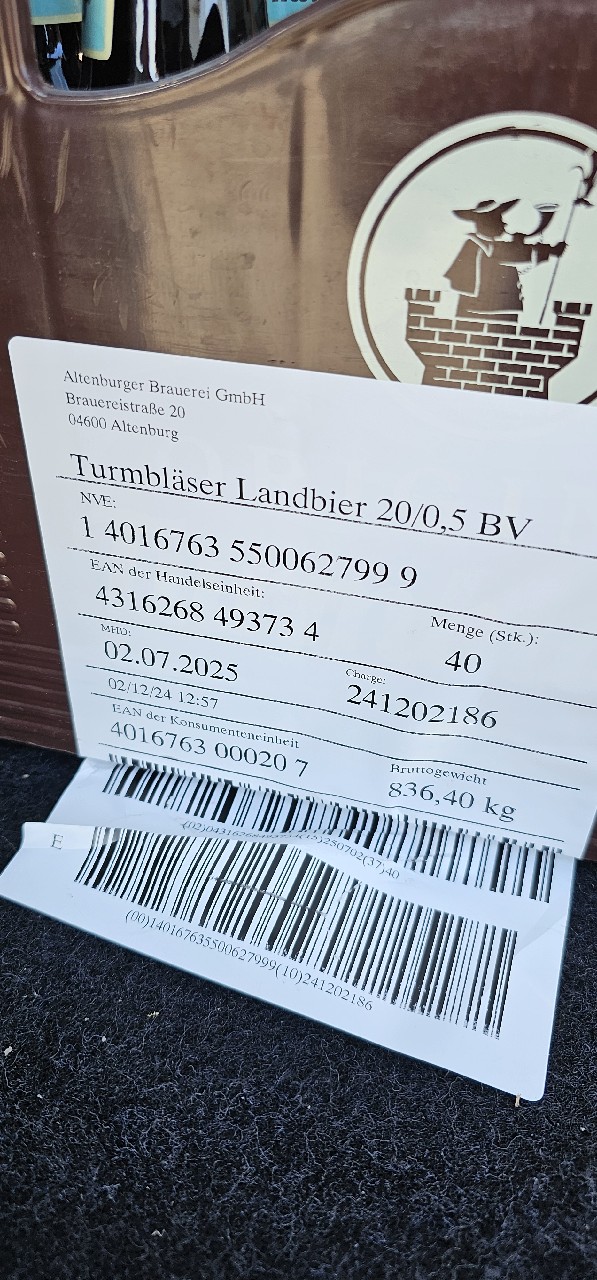 Altenburger Brauerei GmbH
Brauereistraße 20
04600 Altenburg
Turmbläser Landbier 20/0,5 BV
NVE:
1 4016763 550062799 9
EAN der Handelseinheit:
4316268 49373 4
Menge (Stk.):
40
MHD:
02.07.2025
Charge:
241202186
02/12/24 12:57
EAN der Konsumenteneinheit
4016763 00020 7
Bruttogewicht
836,40 kg
E
(00)140167635500627999(10)241202186